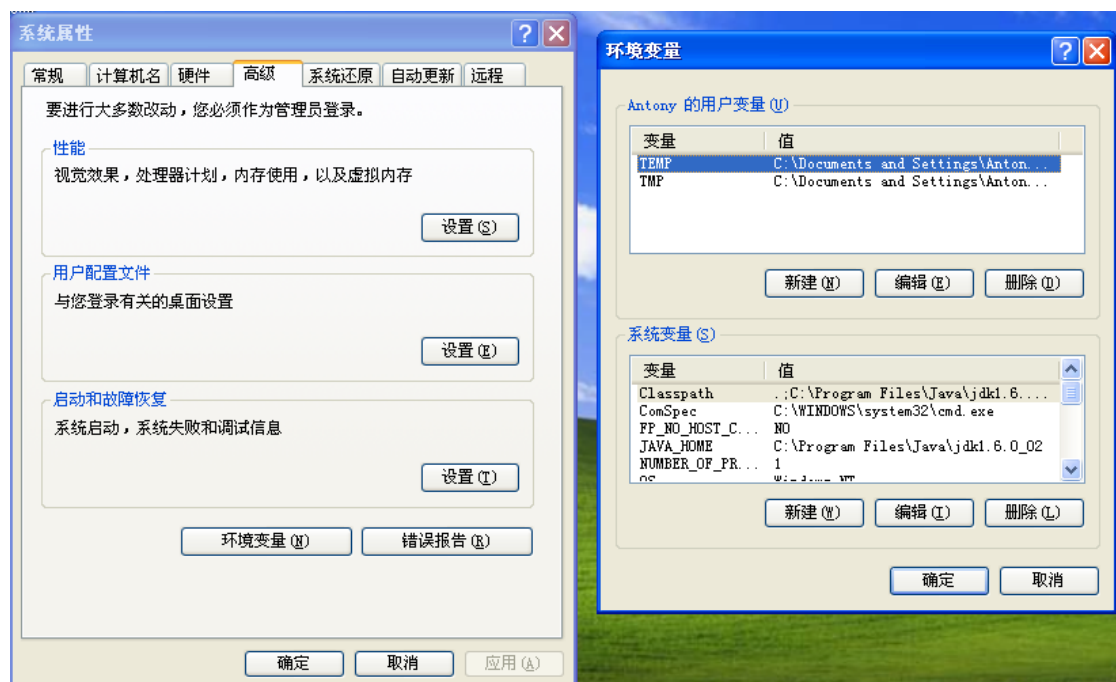 系统属性
常规 计算机名 硬件 高级 系统还原 自动更新 远程
要进行大多数改动，您必须作为管理员登录。
性能
视觉效果，处理器计划，内存使用，以及虚拟内存
设置(S)
用户配置文件
与您登录有关的桌面设置
设置(E)
启动和故障恢复
系统启动，系统失败和调试信息
设置(T)
环境变量(N) 错误报告(R)
确定 取消 应用(A)
环境变量
Antony 的用户变量(U)
变量 值
TEMP C:\Documents and Settings\Anton...
TMP C:\Documents and Settings\Anton...
新建(N) 编辑(E) 删除(D)
系统变量(S)
变量 值
Classpath .;C:\Program Files\Java\jdk1.6....
ComSpec C:\WINDOWS\system32\cmd.exe
FP_NO_HOST_C... NO
JAVA_HOME C:\Program Files\Java\jdk1.6.0_02
NUMBER_OF_PR... 1
OS Windows_NT
新建(W) 编辑(I) 删除(L)
确定 取消